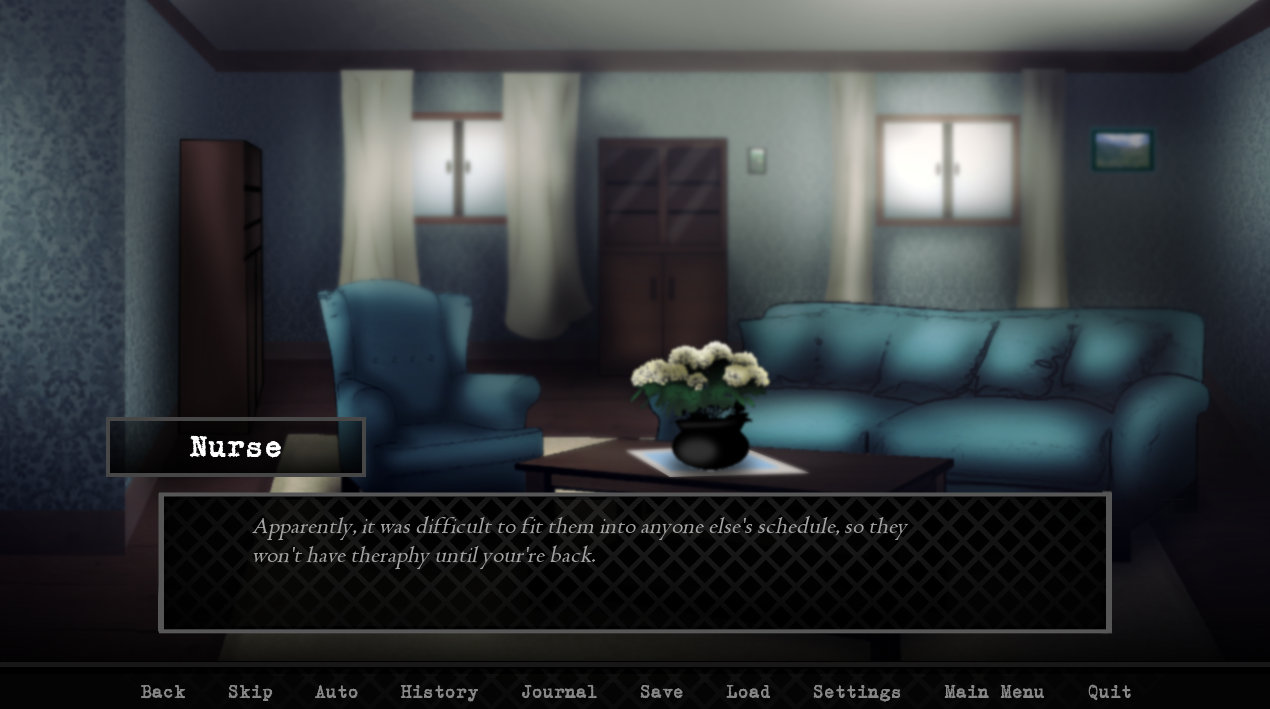 Nurse
Apparently, it was difficult to fit them into anyone else's schedule, so they
won't have theraphy until your're back.
Back Skip Auto History Journal Save Load Settings Main Menu Quit